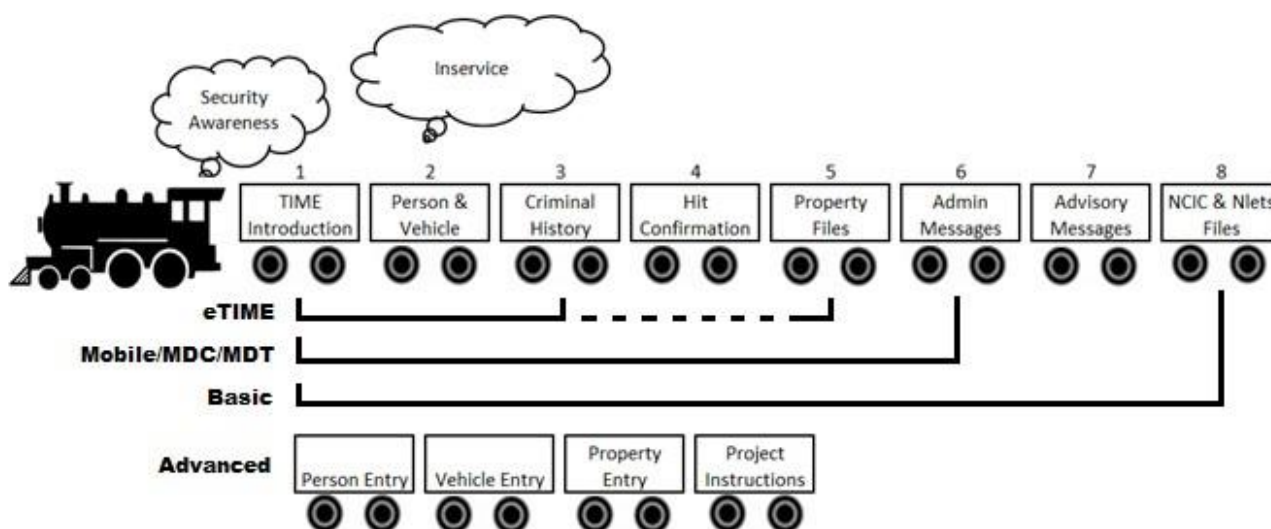 Inservice
Security
Awareness
1 2 3 4 5 6 7 8
TIME
Introduction
Person &
Vehicle
Criminal
History
Hit
Confirmation
Property
Files
Admin
Messages
Advisory
Messages
NCIC & Nlets
Files
eTIME
Mobile/MDC/MDT
Basic
Advanced
Person Entry
Vehicle Entry
Property
Entry
Project
Instructions